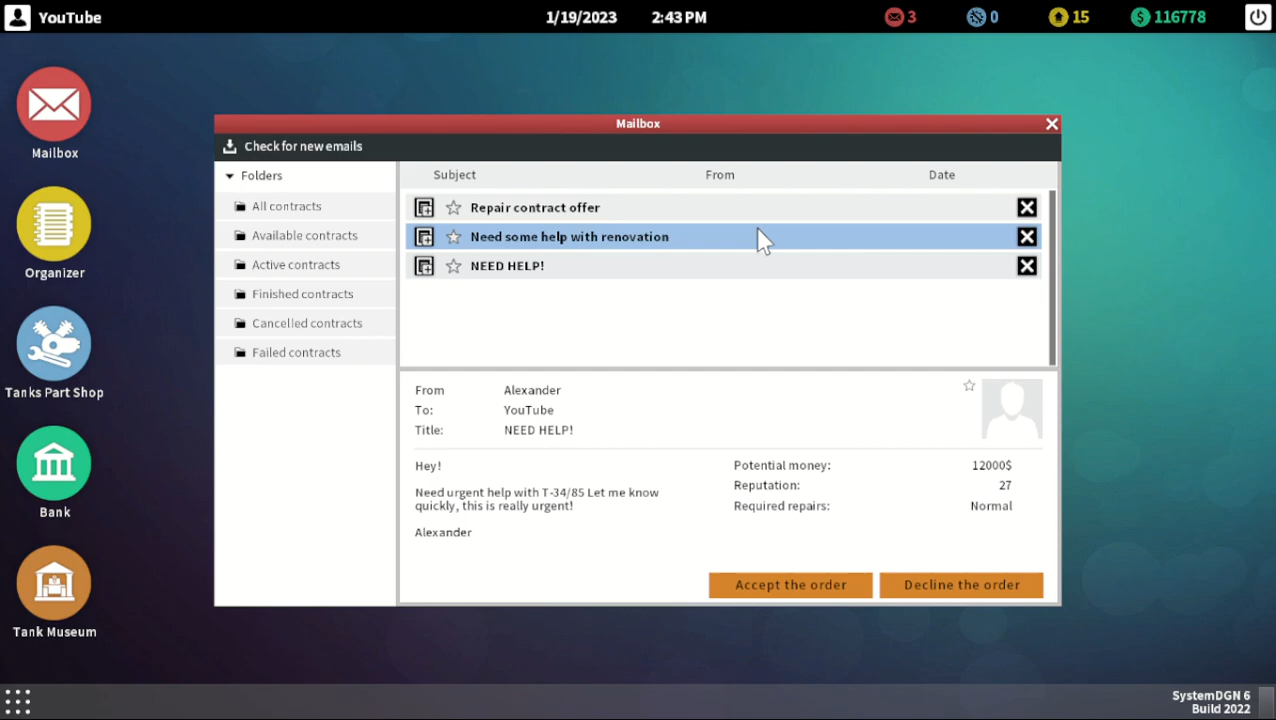 YouTube
1/19/2023 2:43 PM
3 0 15 116778
Mailbox
Organizer
Tanks Part Shop
Bank
Tank Museum
Mailbox
Check for new emails
Folders
All contracts
Available contracts
Active contracts
Finished contracts
Cancelled contracts
Failed contracts
Subject From Date
Repair contract offer
Need some help with renovation
NEED HELP!
From Alexander
To: YouTube
Title: NEED HELP!
Hey!
Need urgent help with T-34/85 Let me know
quickly, this is really urgent!
Alexander
Potential money: 12000$
Reputation: 27
Required repairs: Normal
Accept the order
Decline the order
SystemDGN 6
Build 2022